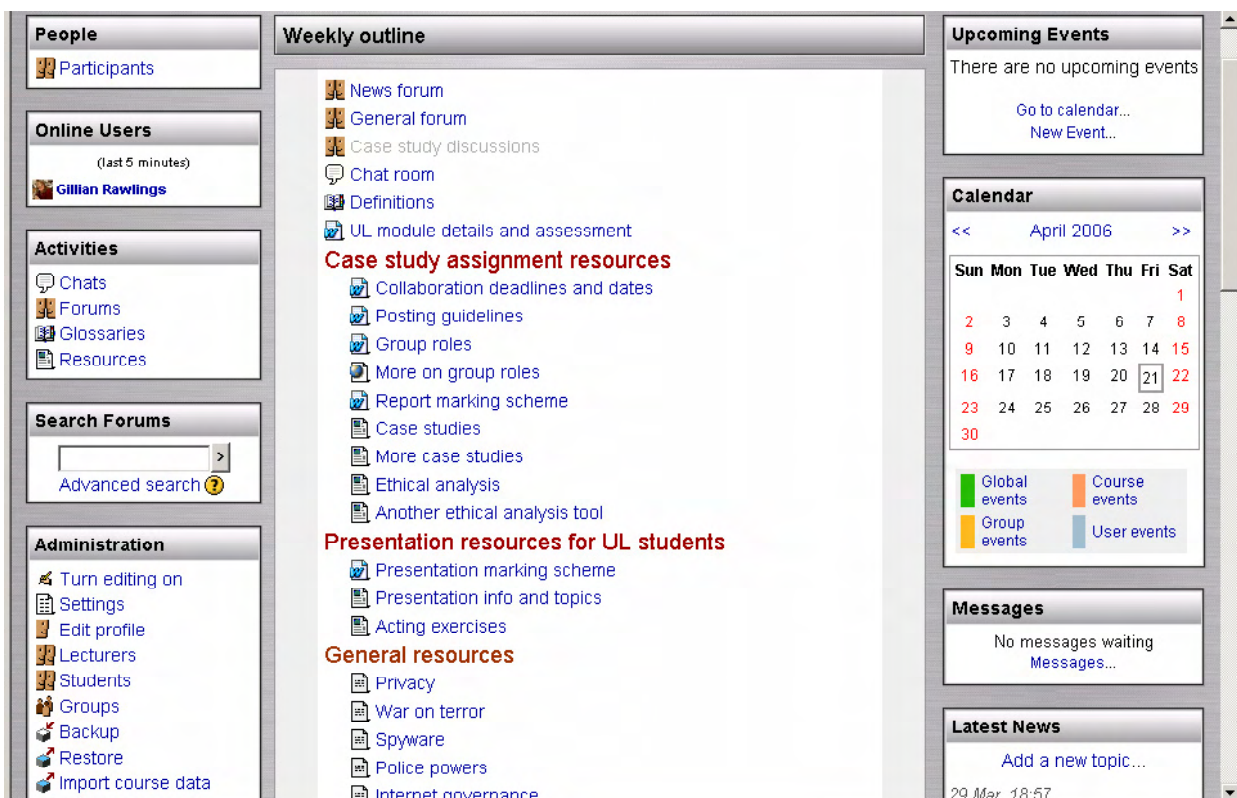 People
Participants
Online Users
(last 5 minutes)
Gillian Rawlings
Activities
Chats
Forums
Glossaries
Resources
Search Forums
>
Advanced search ?
Administration
Turn editing on
Settings
Edit profile
Lecturers
Students
Groups
Backup
Restore
Import course data
Weekly outline
News forum
General forum
Case study discussions
Chat room
Definitions
UL module details and assessment
Case study assignment resources
Collaboration deadlines and dates
Posting guidelines
Group roles
More on group roles
Report marking scheme
Case studies
More case studies
Ethical analysis
Another ethical analysis tool
Presentation resources for UL students
Presentation marking scheme
Presentation info and topics
Acting exercises
General resources
Privacy
War on terror
Spyware
Police powers
Internet governance
Upcoming Events
There are no upcoming events
Go to calendar...
New Event...
Calendar
<< April 2006 >>
Sun Mon Tue Wed Thu Fri Sat
1
2 3 4 5 6 7 8
9 10 11 12 13 14 15
16 17 18 19 20 21 22
23 24 25 26 27 28 29
30
Global events
Course events
Group events
User events
Messages
No messages waiting
Messages...
Latest News
Add a new topic...
29 Mar, 18:57